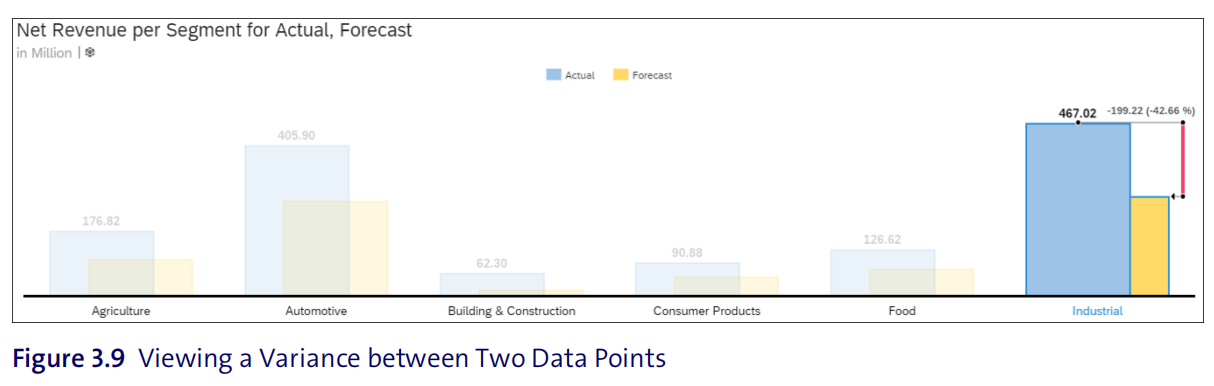 Net Revenue per Segment for Actual, Forecast
in Million |
Actual Forecast
467.02 -199.22 (-42.66 %)
405.90
176.82
126.62
90.88
62.30
Agriculture Automotive Building & Construction Consumer Products Food Industrial
Figure 3.9 Viewing a Variance between Two Data Points